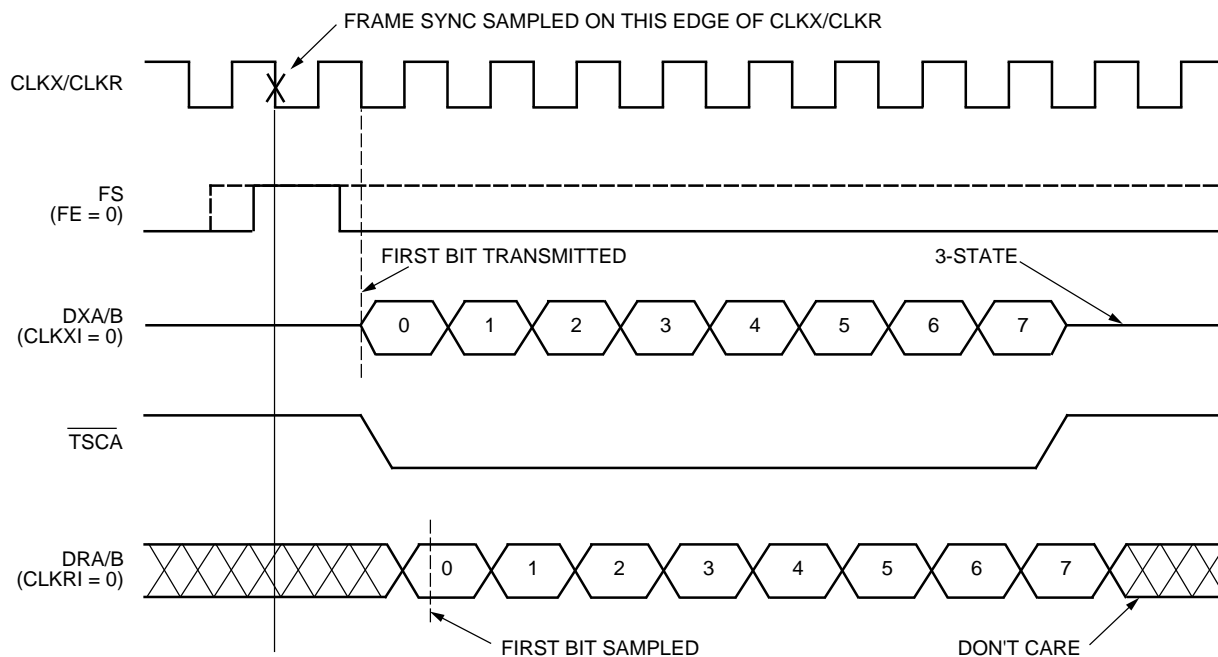 FRAME SYNC SAMPLED ON THIS EDGE OF CLKX/CLKR
CLKX/CLKR
FS
(FE = 0)
FIRST BIT TRANSMITTED
3-STATE
DXA/B
(CLKXI = 0)
0 1 2 3 4 5 6 7
TSCA
DRA/B
(CLKRI = 0)
0 1 2 3 4 5 6 7
FIRST BIT SAMPLED
DON'T CARE